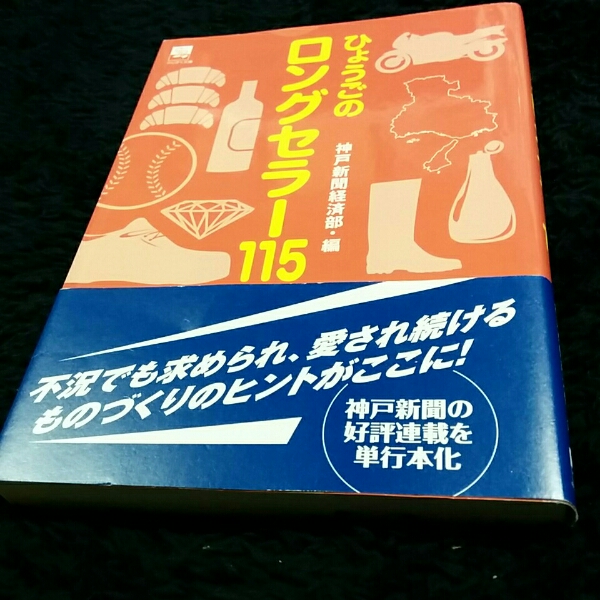 ひょうごの
ロングセラー115
神戸新聞経済部・編
不況でも求められ、愛され続ける
ものづくりのヒントがここに!
神戸新聞の
好評連載を
単行本化